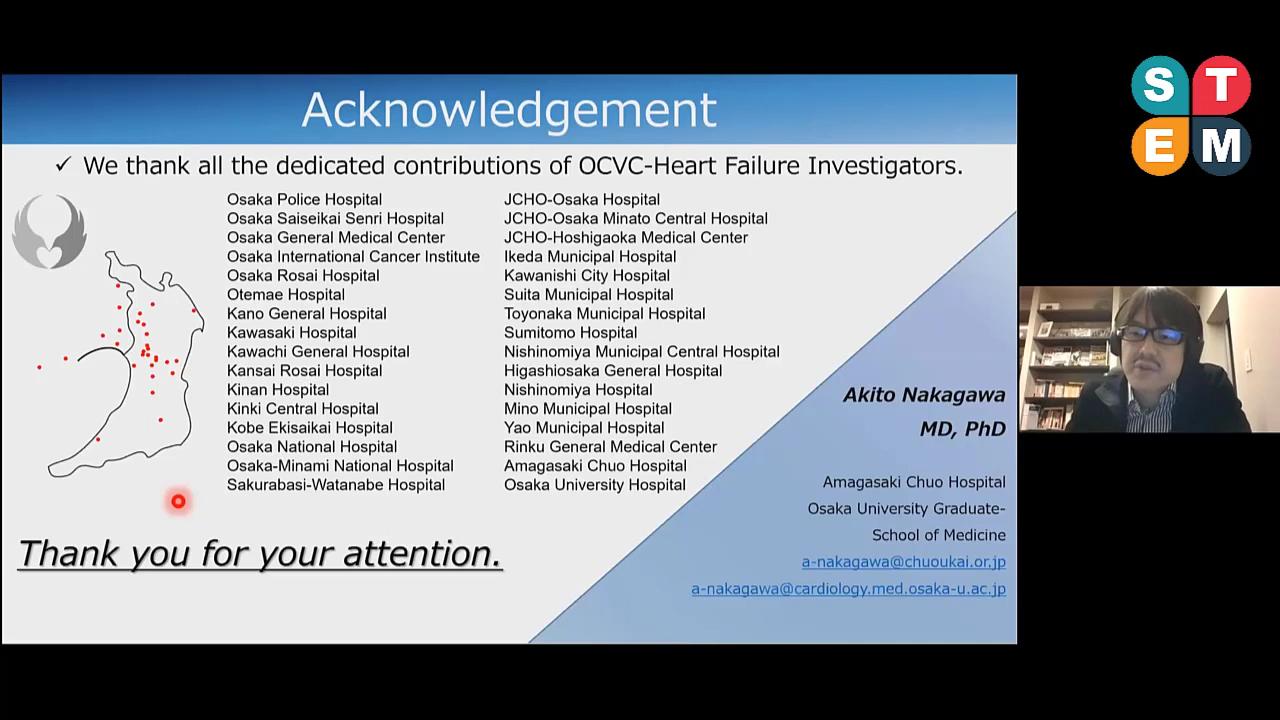 Acknowledgement
✓ We thank all the dedicated contributions of OCVC-Heart Failure Investigators.
Osaka Police Hospital
Osaka Saiseikai Senri Hospital
Osaka General Medical Center
Osaka International Cancer Institute
Osaka Rosai Hospital
Otemae Hospital
Kano General Hospital
Kawasaki Hospital
Kawachi General Hospital
Kansai Rosai Hospital
Kinan Hospital
Kinki Central Hospital
Kobe Ekisaikai Hospital
Osaka National Hospital
Osaka-Minami National Hospital
Sakurabasi-Watanabe Hospital
JCHO-Osaka Hospital
JCHO-Osaka Minato Central Hospital
JCHO-Hoshigaoka Medical Center
Ikeda Municipal Hospital
Kawanishi City Hospital
Suita Municipal Hospital
Toyonaka Municipal Hospital
Sumitomo Hospital
Nishinomiya Municipal Central Hospital
Higashiosaka General Hospital
Nishinomiya Hospital
Mino Municipal Hospital
Yao Municipal Hospital
Rinku General Medical Center
Amagasaki Chuo Hospital
Osaka University Hospital
Thank you for your attention.
Akito Nakagawa
MD, PhD
Amagasaki Chuo Hospital
Osaka University Graduate-
School of Medicine
a-nakagawa@chuoukai.or.jp
a-nakagawa@cardiology.med.osaka-u.ac.jp
S T
E M